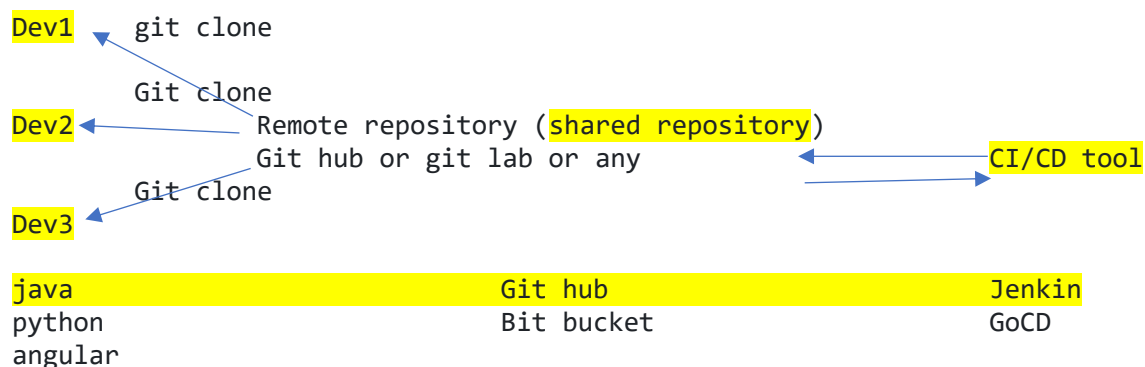 Dev1 git clone
Git clone
Dev2 Remote repository (shared repository)
Git hub or git lab or any CI/CD tool
Git clone
Dev3
java Git hub Jenkin
python Bit bucket GoCD
angular